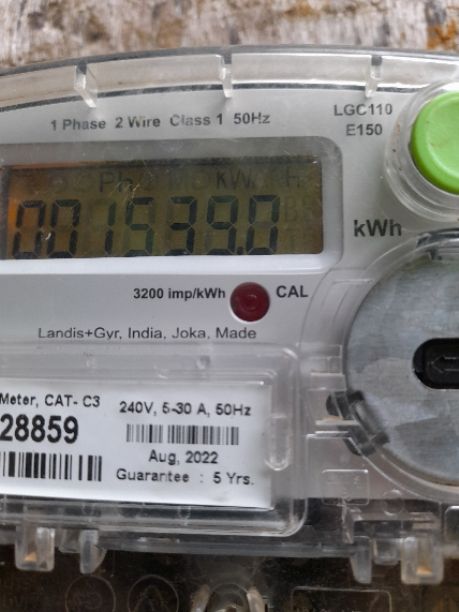 LGC110
E150
1 Phase 2 Wire Class 1 50Hz
001539.0
kWh
3200 imp/kWh CAL
Landis+Gyr, India, Joka, Made
Meter, CAT- C3
28859
240V, 5-30 A, 50Hz
Aug, 2022
Guarantee : 5 Yrs.